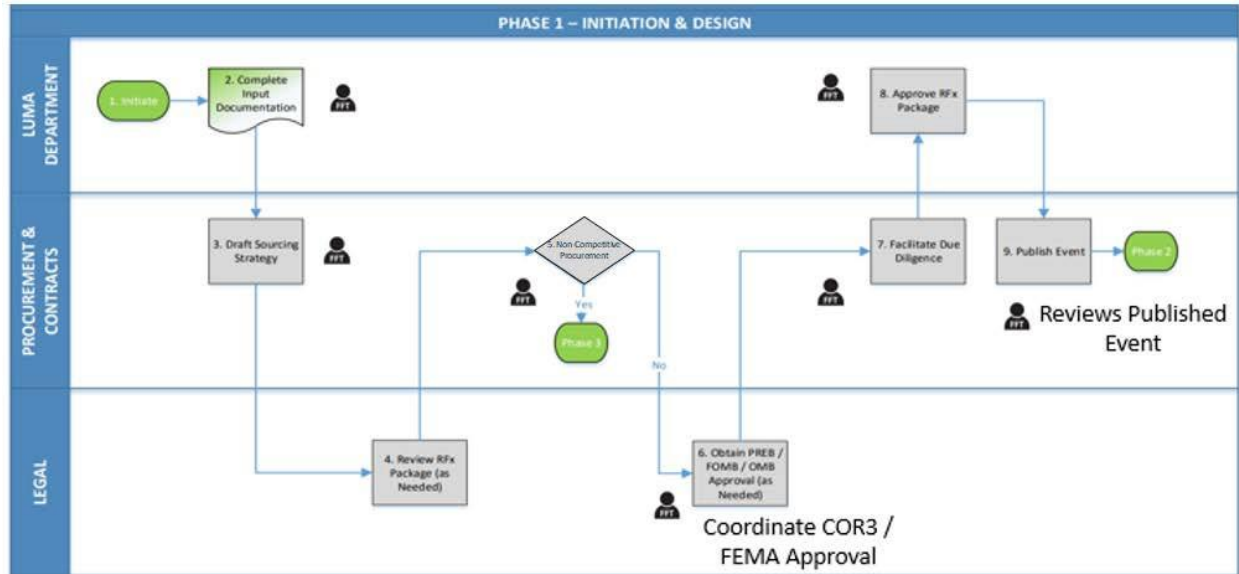 PHASE 1 – INITIATION & DESIGN
LUMA
DEPARTMENT
1. Initiate
2. Complete
Input
Documentation
FFT
FFT
8. Approve RFx
Package
PROCUREMENT &
CONTRACTS
3. Draft Sourcing
Strategy
FFT
5. Non Competitive
Procurement
FFT
Yes
Phase 3
No
7. Facilitate Due
Diligence
FFT
9. Publish Event
Phase 2
FFT
Reviews Published
Event
LEGAL
4. Review RFx
Package (as
Needed)
6. Obtain PREB /
FOMB / OMB
Approval (as
Needed)
FFT
Coordinate COR3 /
FEMA Approval